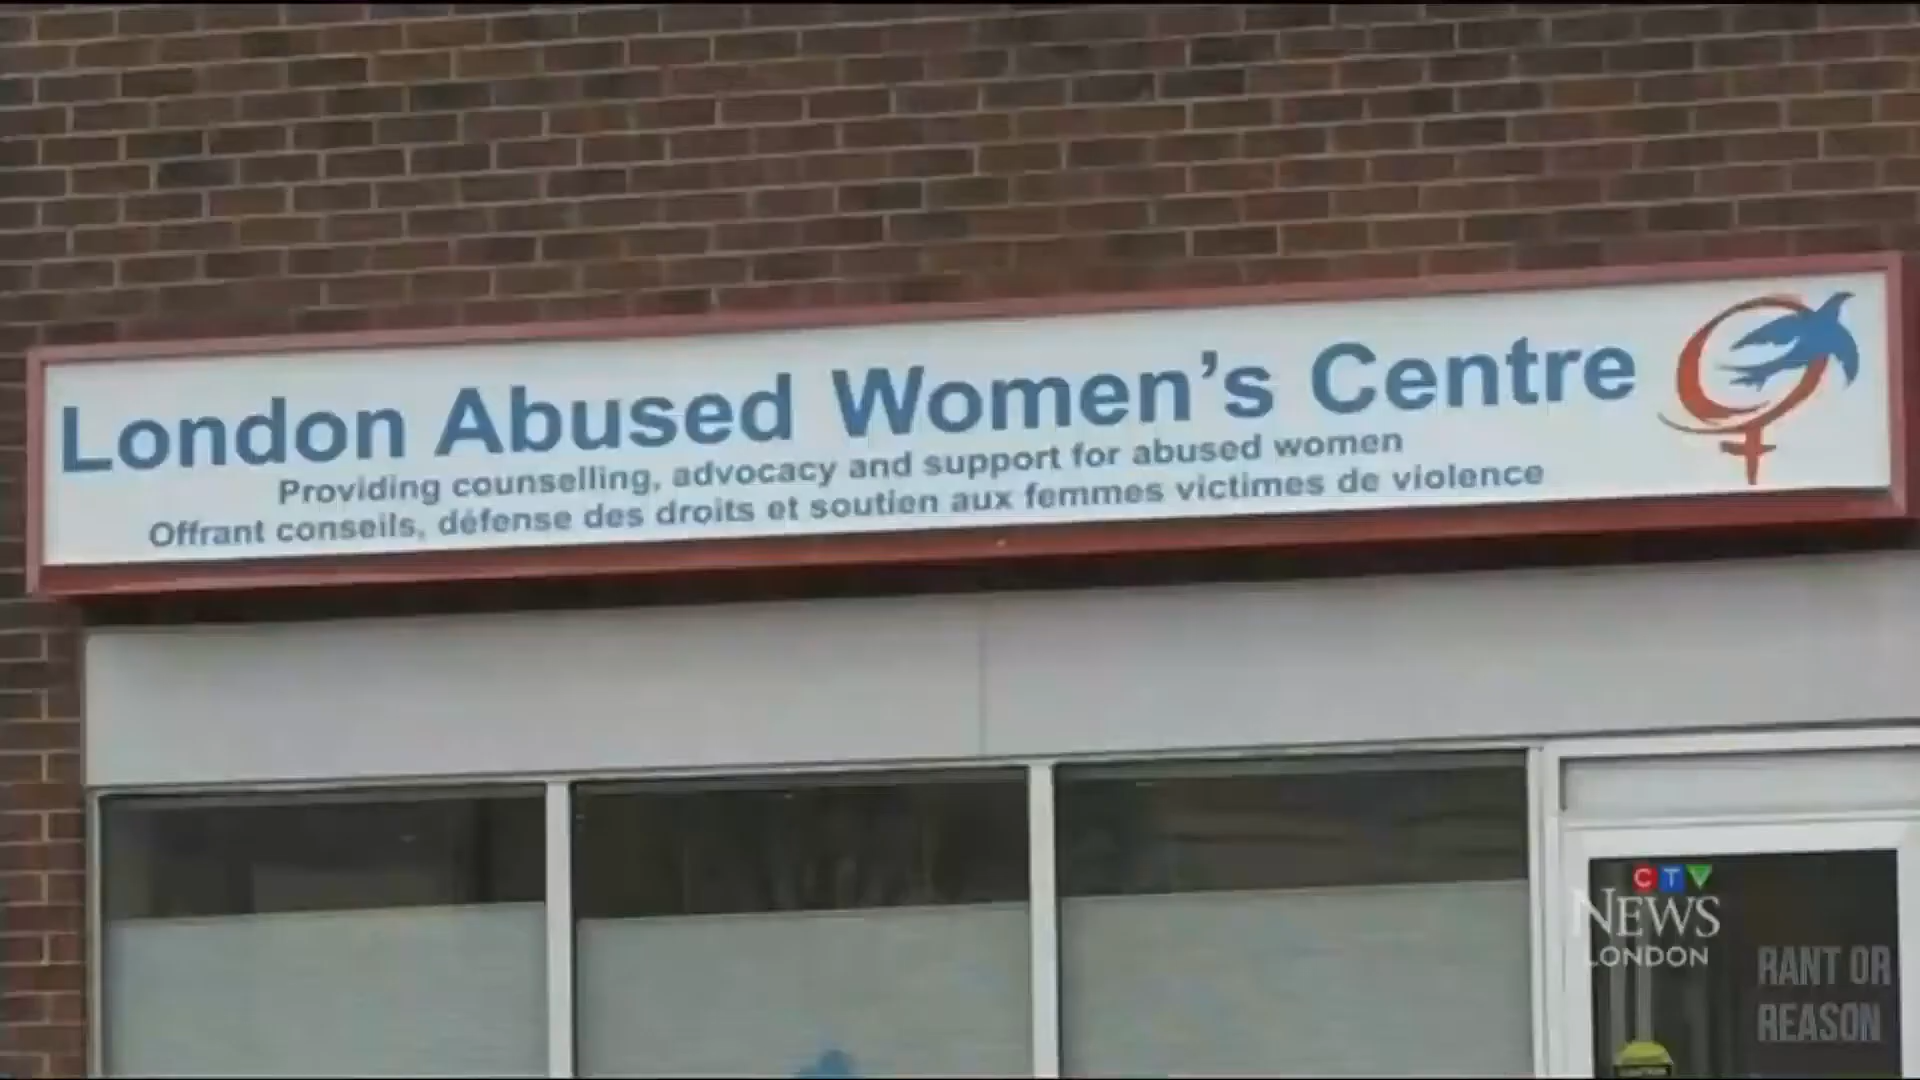 London Abused Women's Centre
Providing counselling, advocacy and support for abused women
Offrant conseils, défense des droits et soutien aux femmes victimes de violence
CTV
NEWS
LONDON
RANT OR
REASON